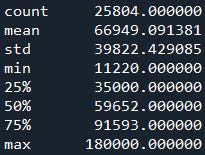 count 25804.000000
mean 66949.091381
std 39822.429085
min 11220.000000
25% 35000.000000
50% 59652.000000
75% 91593.000000
max 180000.000000